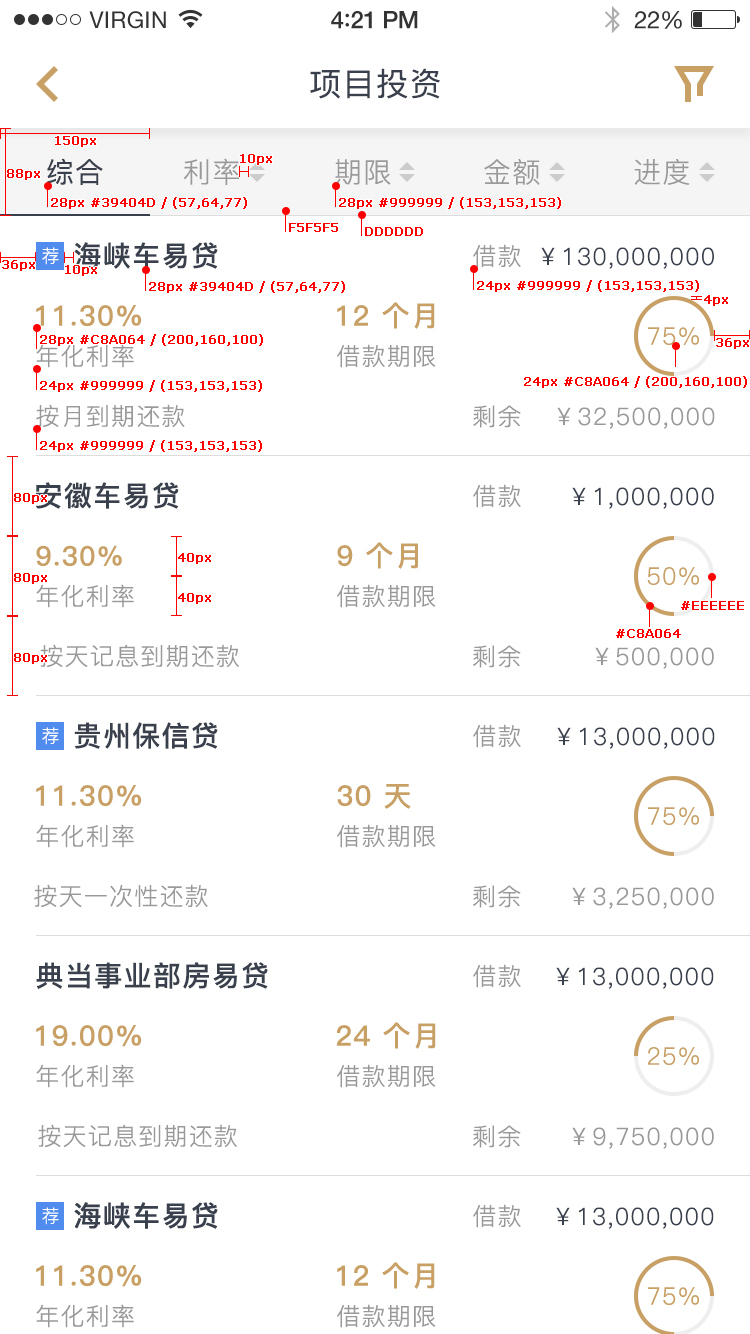 VIRGIN 4:21 PM 22%
项目投资
150px
88px 综合 利率 10px 期限 金额 进度
28px #39404D / (57,64,77) 28px #999999 / (153,153,153)
F5F5F5 DDDDDD
36px 荐 10px 海峡车易贷 借款 ¥130,000,000
28px #39404D / (57,64,77) 24px #999999 / (153,153,153)
4px
11.30% 12 个月 75% 36px
28px #C8A064 / (200,160,100)
年化利率 借款期限
24px #999999 / (153,153,153) 24px #C8A064 / (200,160,100)
按月到期还款 剩余 ¥32,500,000
24px #999999 / (153,153,153)
80px 安徽车易贷 借款 ¥1,000,000
9.30% 40px 9 个月 50%
80px 年化利率 40px 借款期限 #EEEEEE
#C8A064
80px 按天记息到期还款 剩余 ¥500,000
荐 贵州保信贷 借款 ¥13,000,000
11.30% 30 天 75%
年化利率 借款期限
按天一次性还款 剩余 ¥3,250,000
典当事业部房易贷 借款 ¥13,000,000
19.00% 24 个月 25%
年化利率 借款期限
按天记息到期还款 剩余 ¥9,750,000
荐 海峡车易贷 借款 ¥13,000,000
11.30% 12 个月 75%
年化利率 借款期限